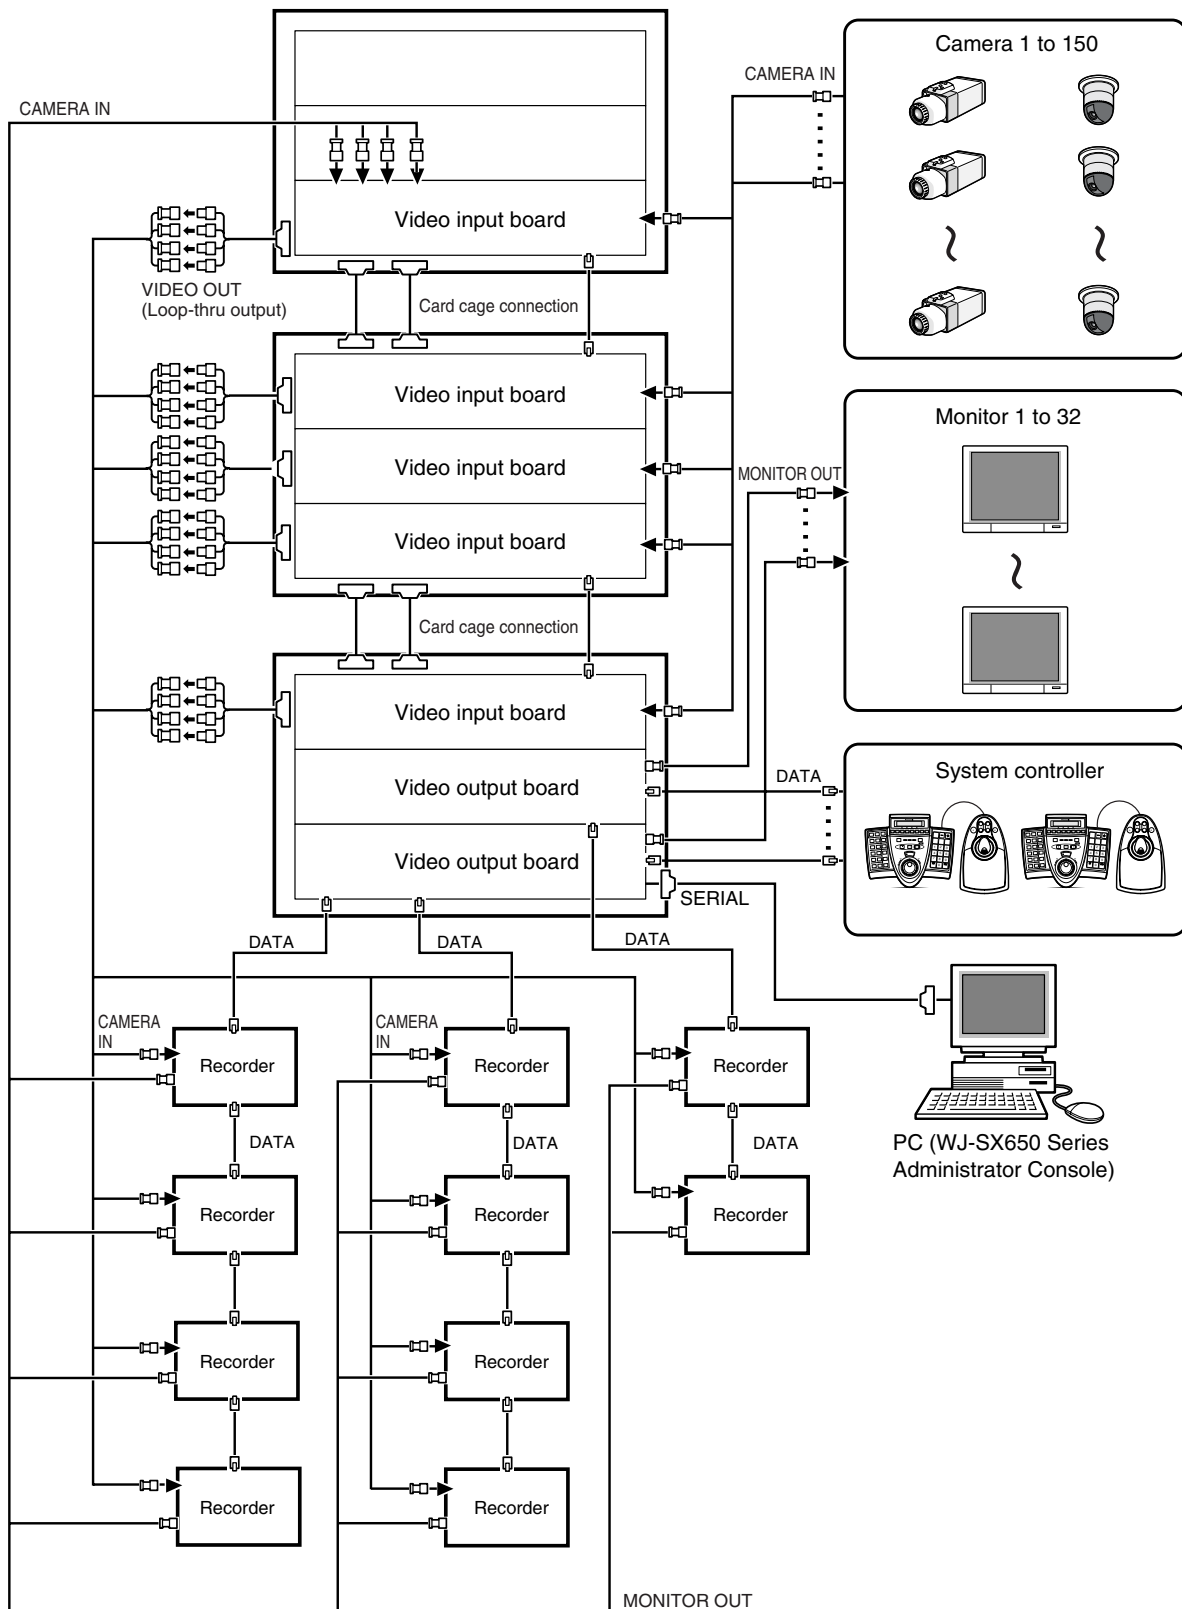 Camera 1 to 150
CAMERA IN
CAMERA IN
Video input board
VIDEO OUT
(Loop-thru output)
Card cage connection
Video input board
Monitor 1 to 32
Video input board
MONITOR OUT
Video input board
Card cage connection
Video input board
System controller
DATA
Video output board
Video output board
SERIAL
DATA
DATA
DATA
CAMERA
IN
CAMERA
IN
Recorder
Recorder
Recorder
DATA
DATA
DATA
PC (WJ-SX650 Series
Administrator Console)
Recorder
Recorder
Recorder
Recorder
Recorder
Recorder
Recorder
MONITOR OUT